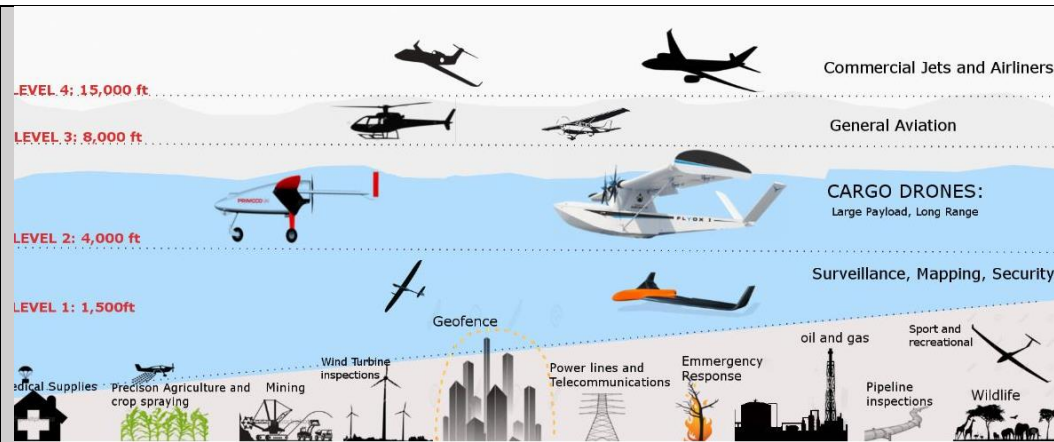 Commercial Jets and Airliners
LEVEL 4; 15,000 ft
General Aviation
LEVEL 3: 8,000 ft
CARGO DRONES:
Large Payload, Long Range
FLYOX I
LEVEL 2: 4,000 ft
Surveillance, Mapping, Security
LEVEL 1: 1,500ft
Geofence
oil and gas
Sport and
recreational
Wind Turbine
inspections
Power lines and
Telecommunications
Emmergency
Response
edical Supplies
Precison Agriculture and
crop spraying
Mining
Pipeline
inspections
Wildlife